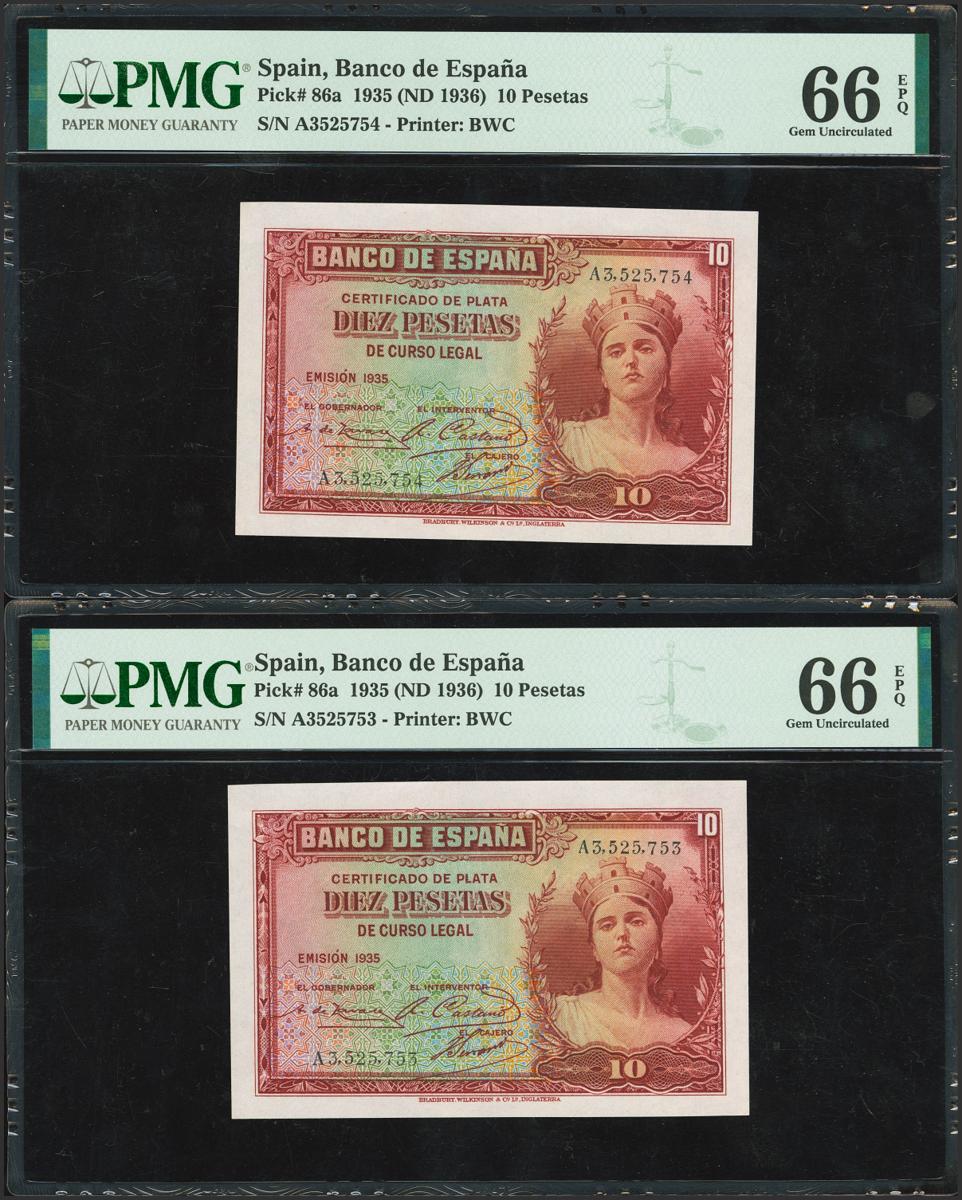 PMG®
PAPER MONEY GUARANTY
Spain, Banco de España
Pick# 86a 1935 (ND 1936) 10 Pesetas
S/N A3525754 - Printer: BWC
66 EPQ
Gem Uncirculated
BANCO DE ESPAÑA
10
A3,525,754
CERTIFICADO DE PLATA
DIEZ PESETAS
DE CURSO LEGAL
EMISIÓN 1935
EL GOBERNADOR EL INTERVENTOR
EL CAJERO
A3,525,754
10
BRADBURY, WILKINSON & Cº Lᵈ, INGLATERRA
PMG®
PAPER MONEY GUARANTY
Spain, Banco de España
Pick# 86a 1935 (ND 1936) 10 Pesetas
S/N A3525753 - Printer: BWC
66 EPQ
Gem Uncirculated
BANCO DE ESPAÑA
10
A3,525,753
CERTIFICADO DE PLATA
DIEZ PESETAS
DE CURSO LEGAL
EMISIÓN 1935
EL GOBERNADOR EL INTERVENTOR
EL CAJERO
A3,525,753
10
BRADBURY, WILKINSON & Cº Lᵈ, INGLATERRA